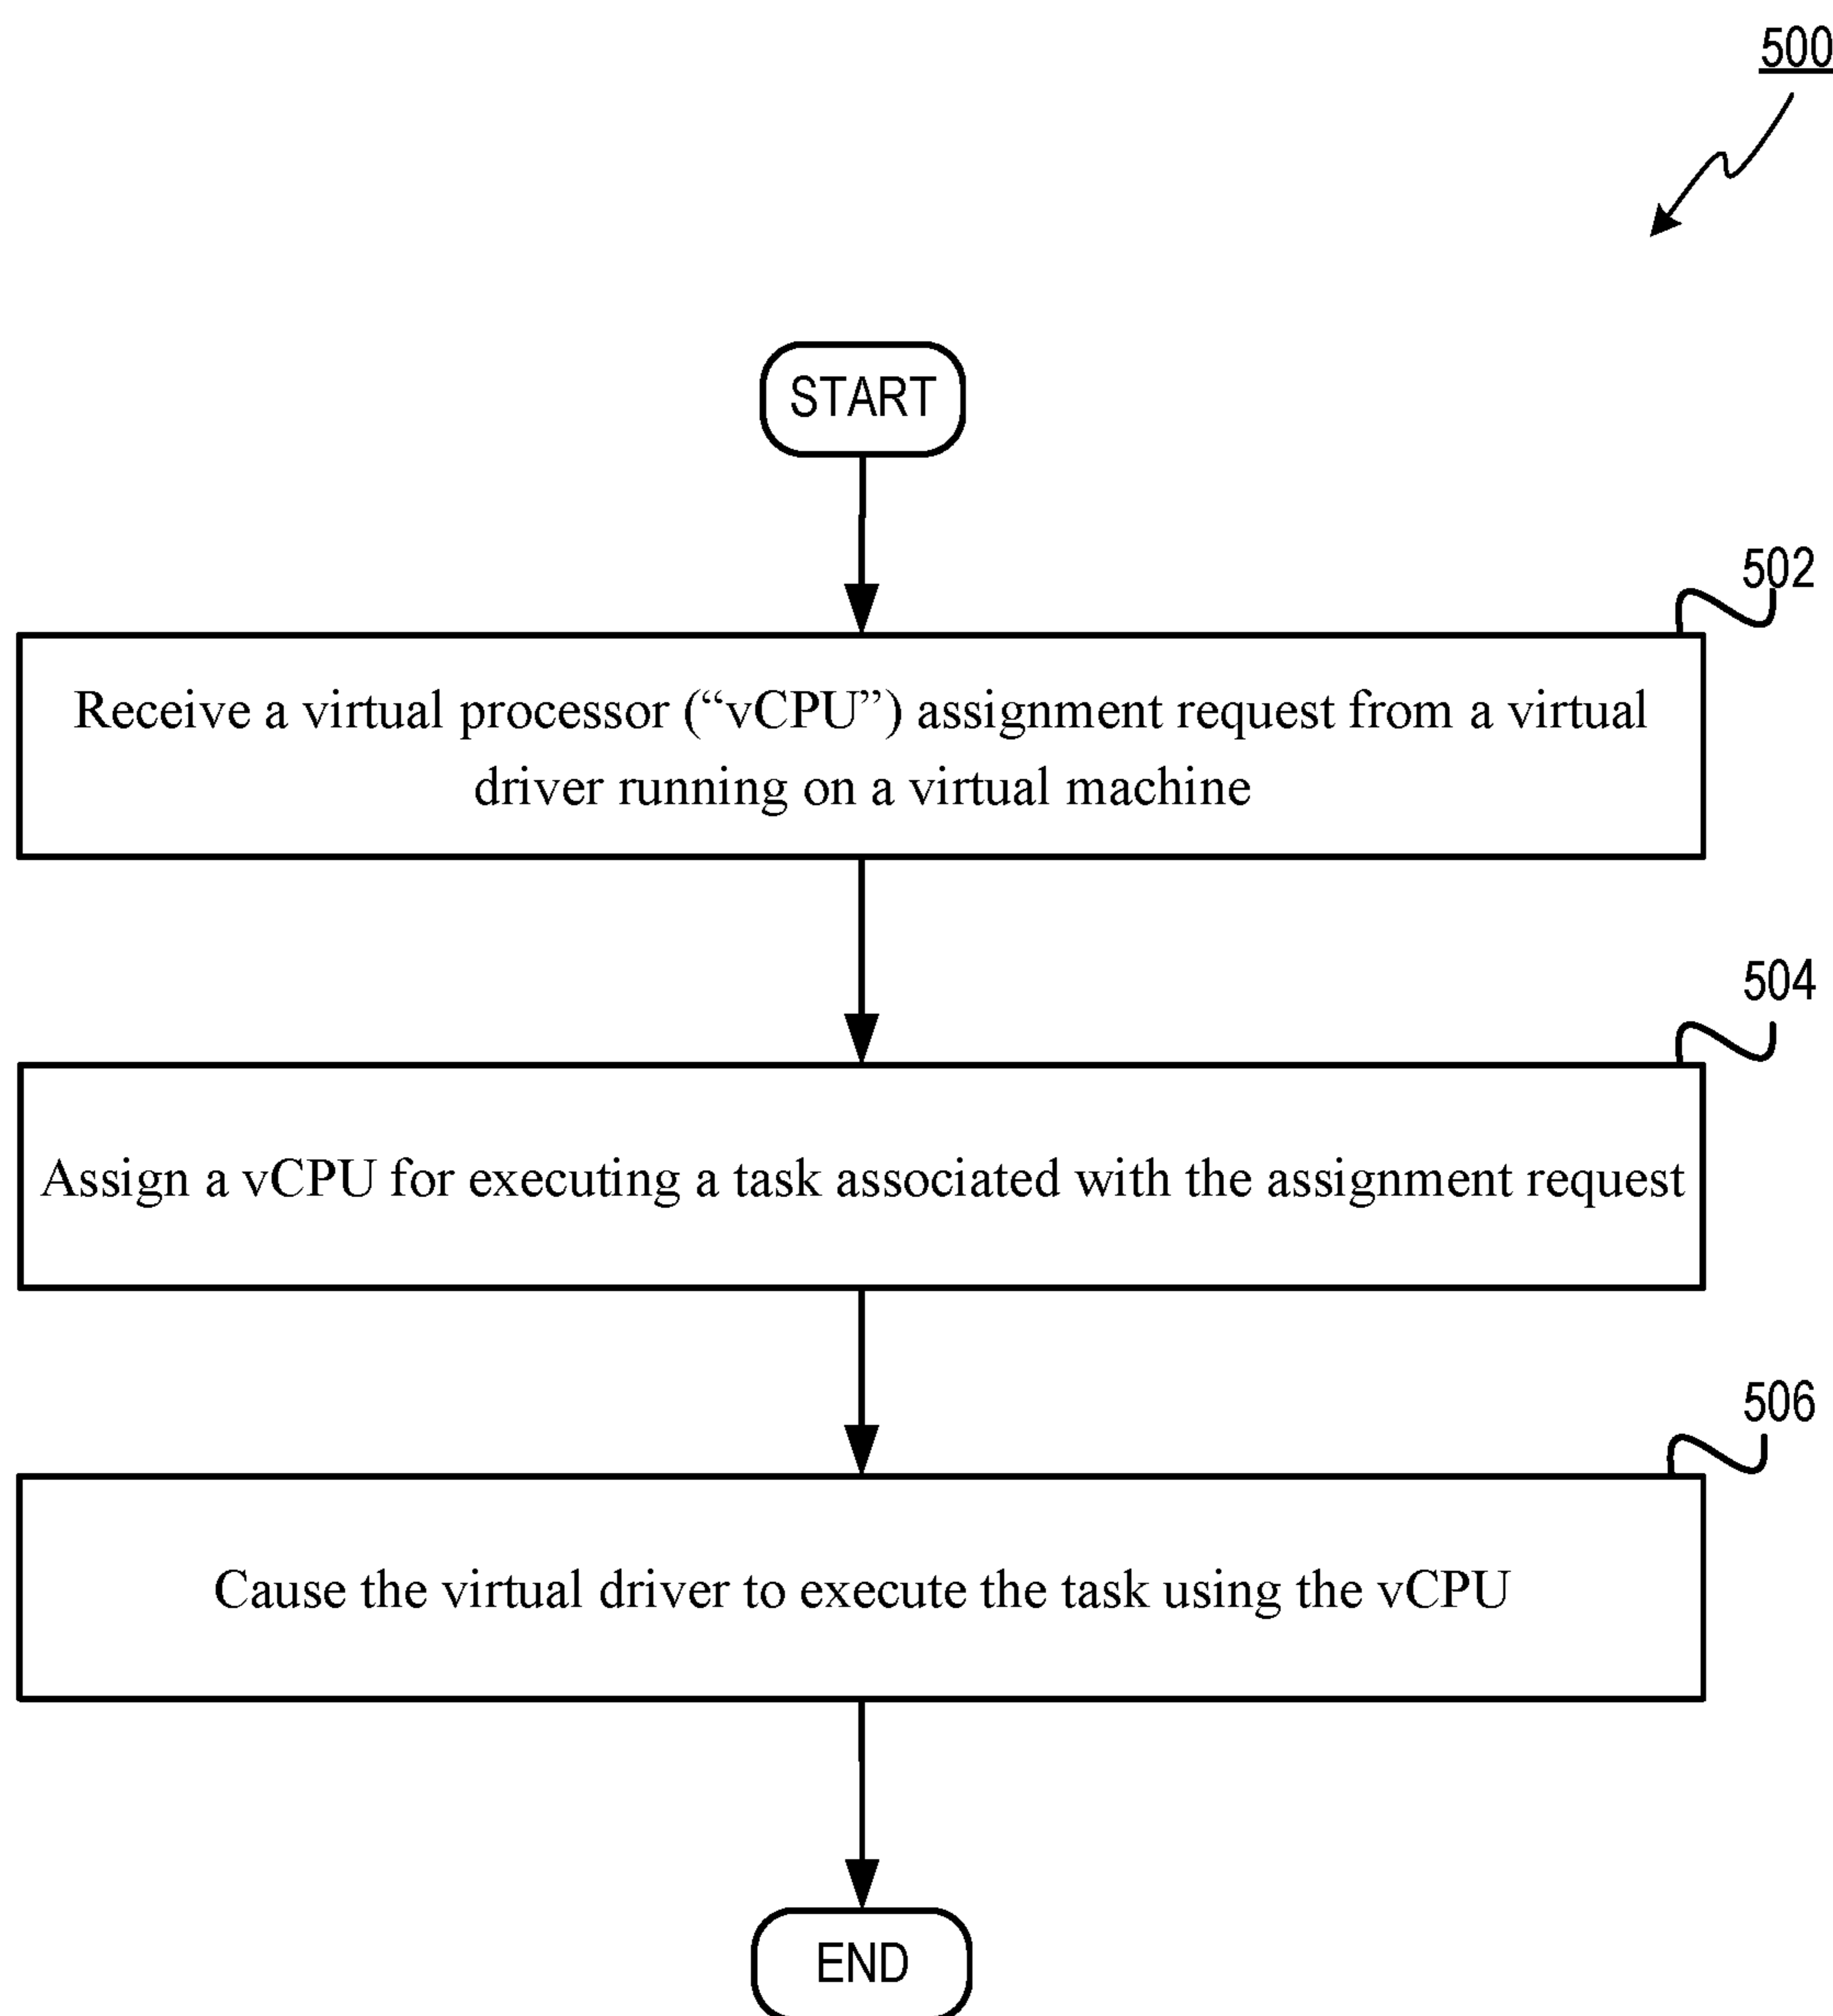 500
START
502
Receive a virtual processor (“vCPU”) assignment request from a virtual
driver running on a virtual machine
504
Assign a vCPU for executing a task associated with the assignment request
506
Cause the virtual driver to execute the task using the vCPU
END